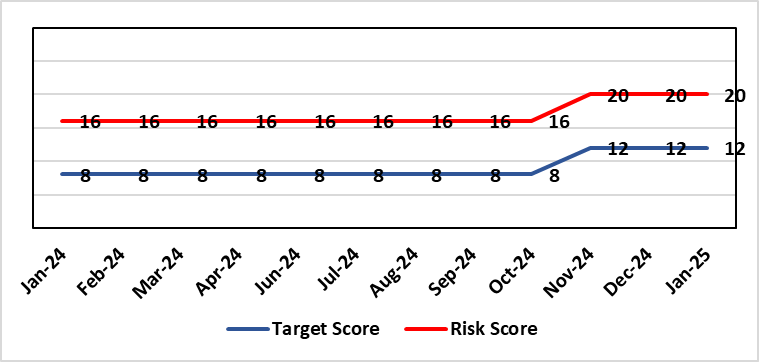 20 20 20
16 16 16 16 16 16 16 16 16
12 12 12
8 8 8 8 8 8 8 8 8
Jan-24 Feb-24 Mar-24 Apr-24 Jun-24 Jul-24 Aug-24 Sep-24 Oct-24 Nov-24 Dec-24 Jan-25
Target Score Risk Score